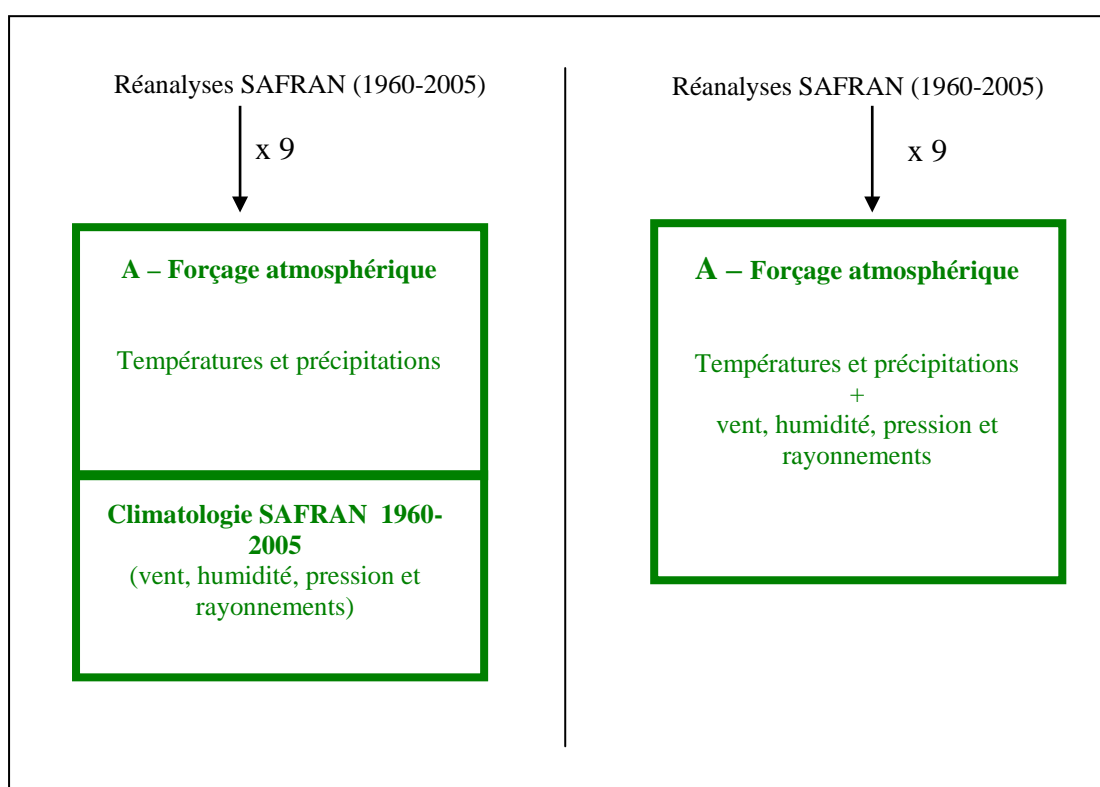 Réanalyses SAFRAN (1960-2005)
x 9
A – Forçage atmosphérique
Températures et précipitations
Climatologie SAFRAN 1960-
2005
(vent, humidité, pression et
rayonnements)
Réanalyses SAFRAN (1960-2005)
x 9
A – Forçage atmosphérique
Températures et précipitations
+
vent, humidité, pression et
rayonnements